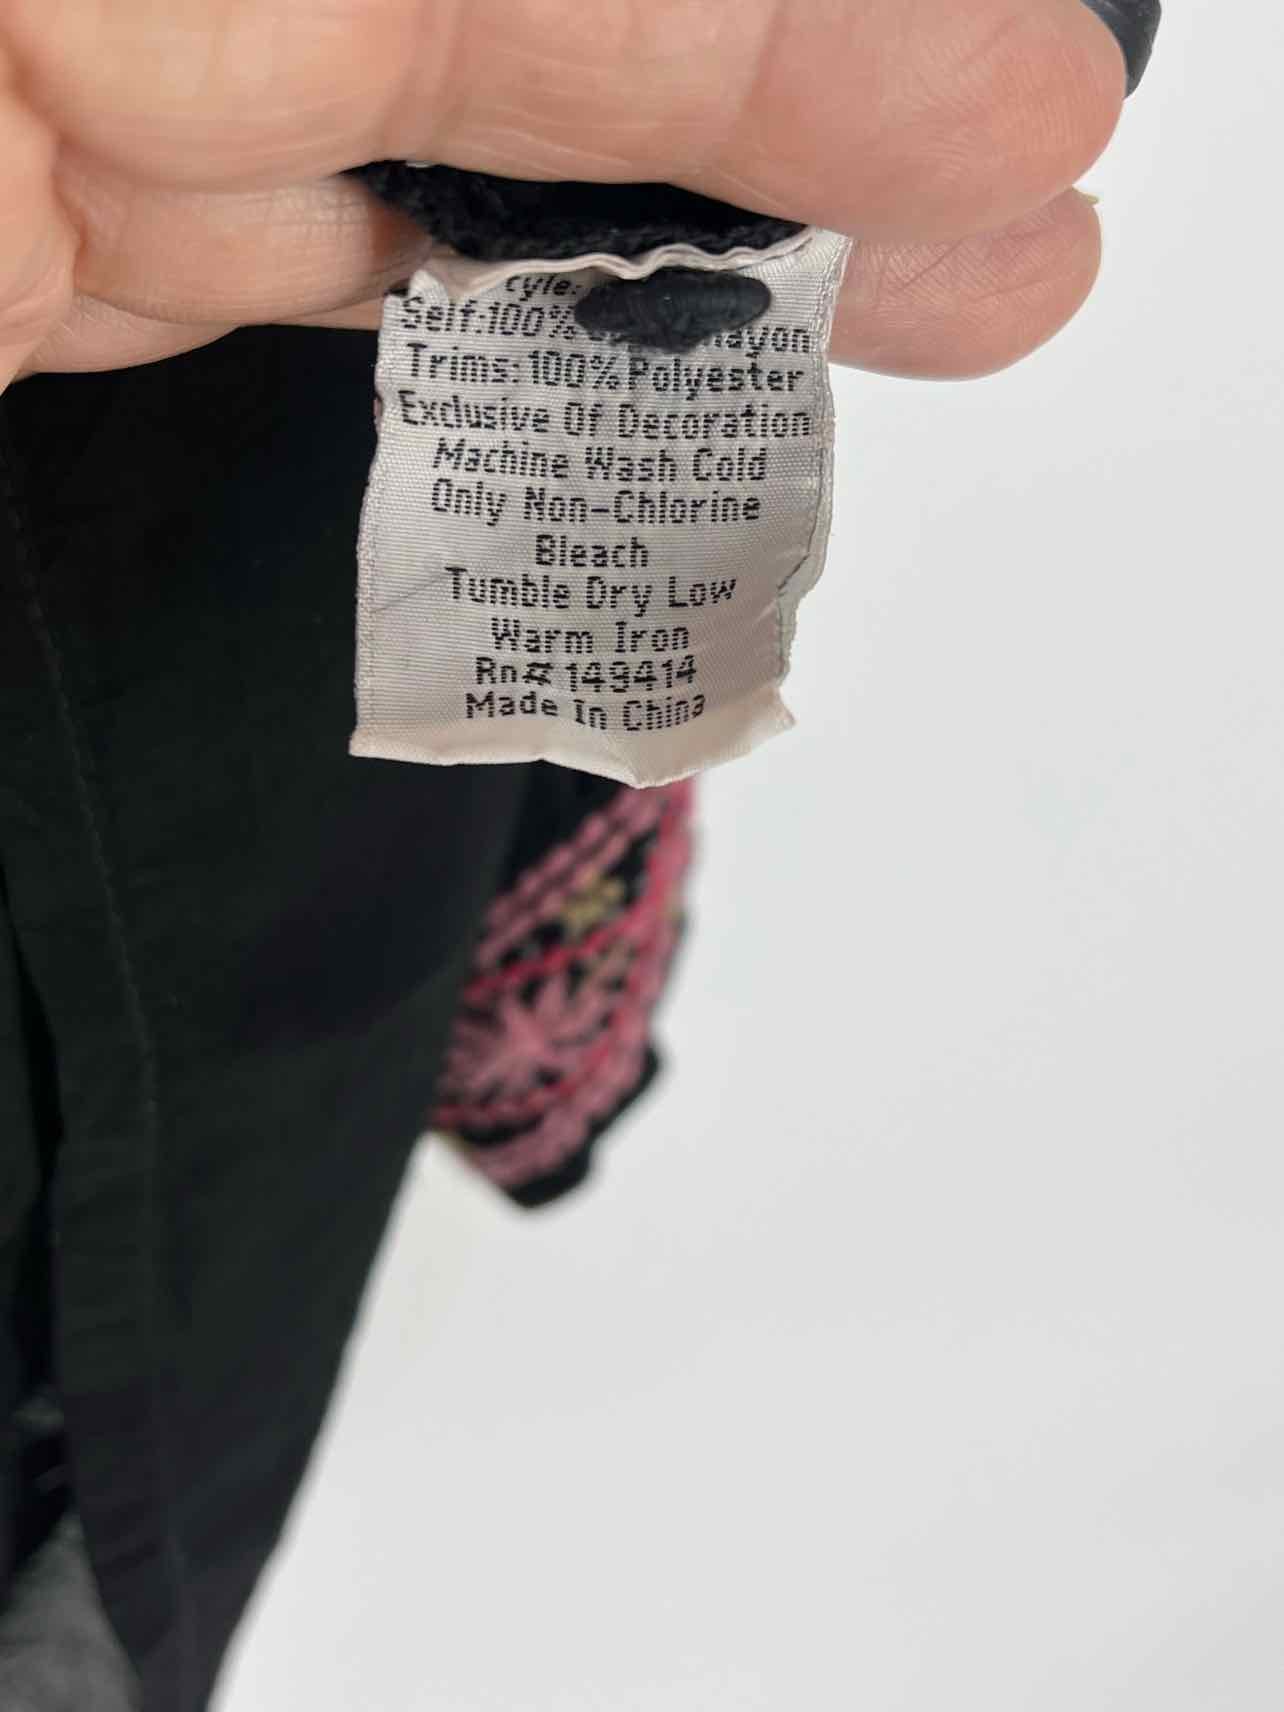 Self:100% Rayon
Trims:100% Polyester
Exclusive Of Decoration
Machine Wash Cold
Only Non-Chlorine
Bleach
Tumble Dry Low
Warm Iron
Rn# 149414
Made In China